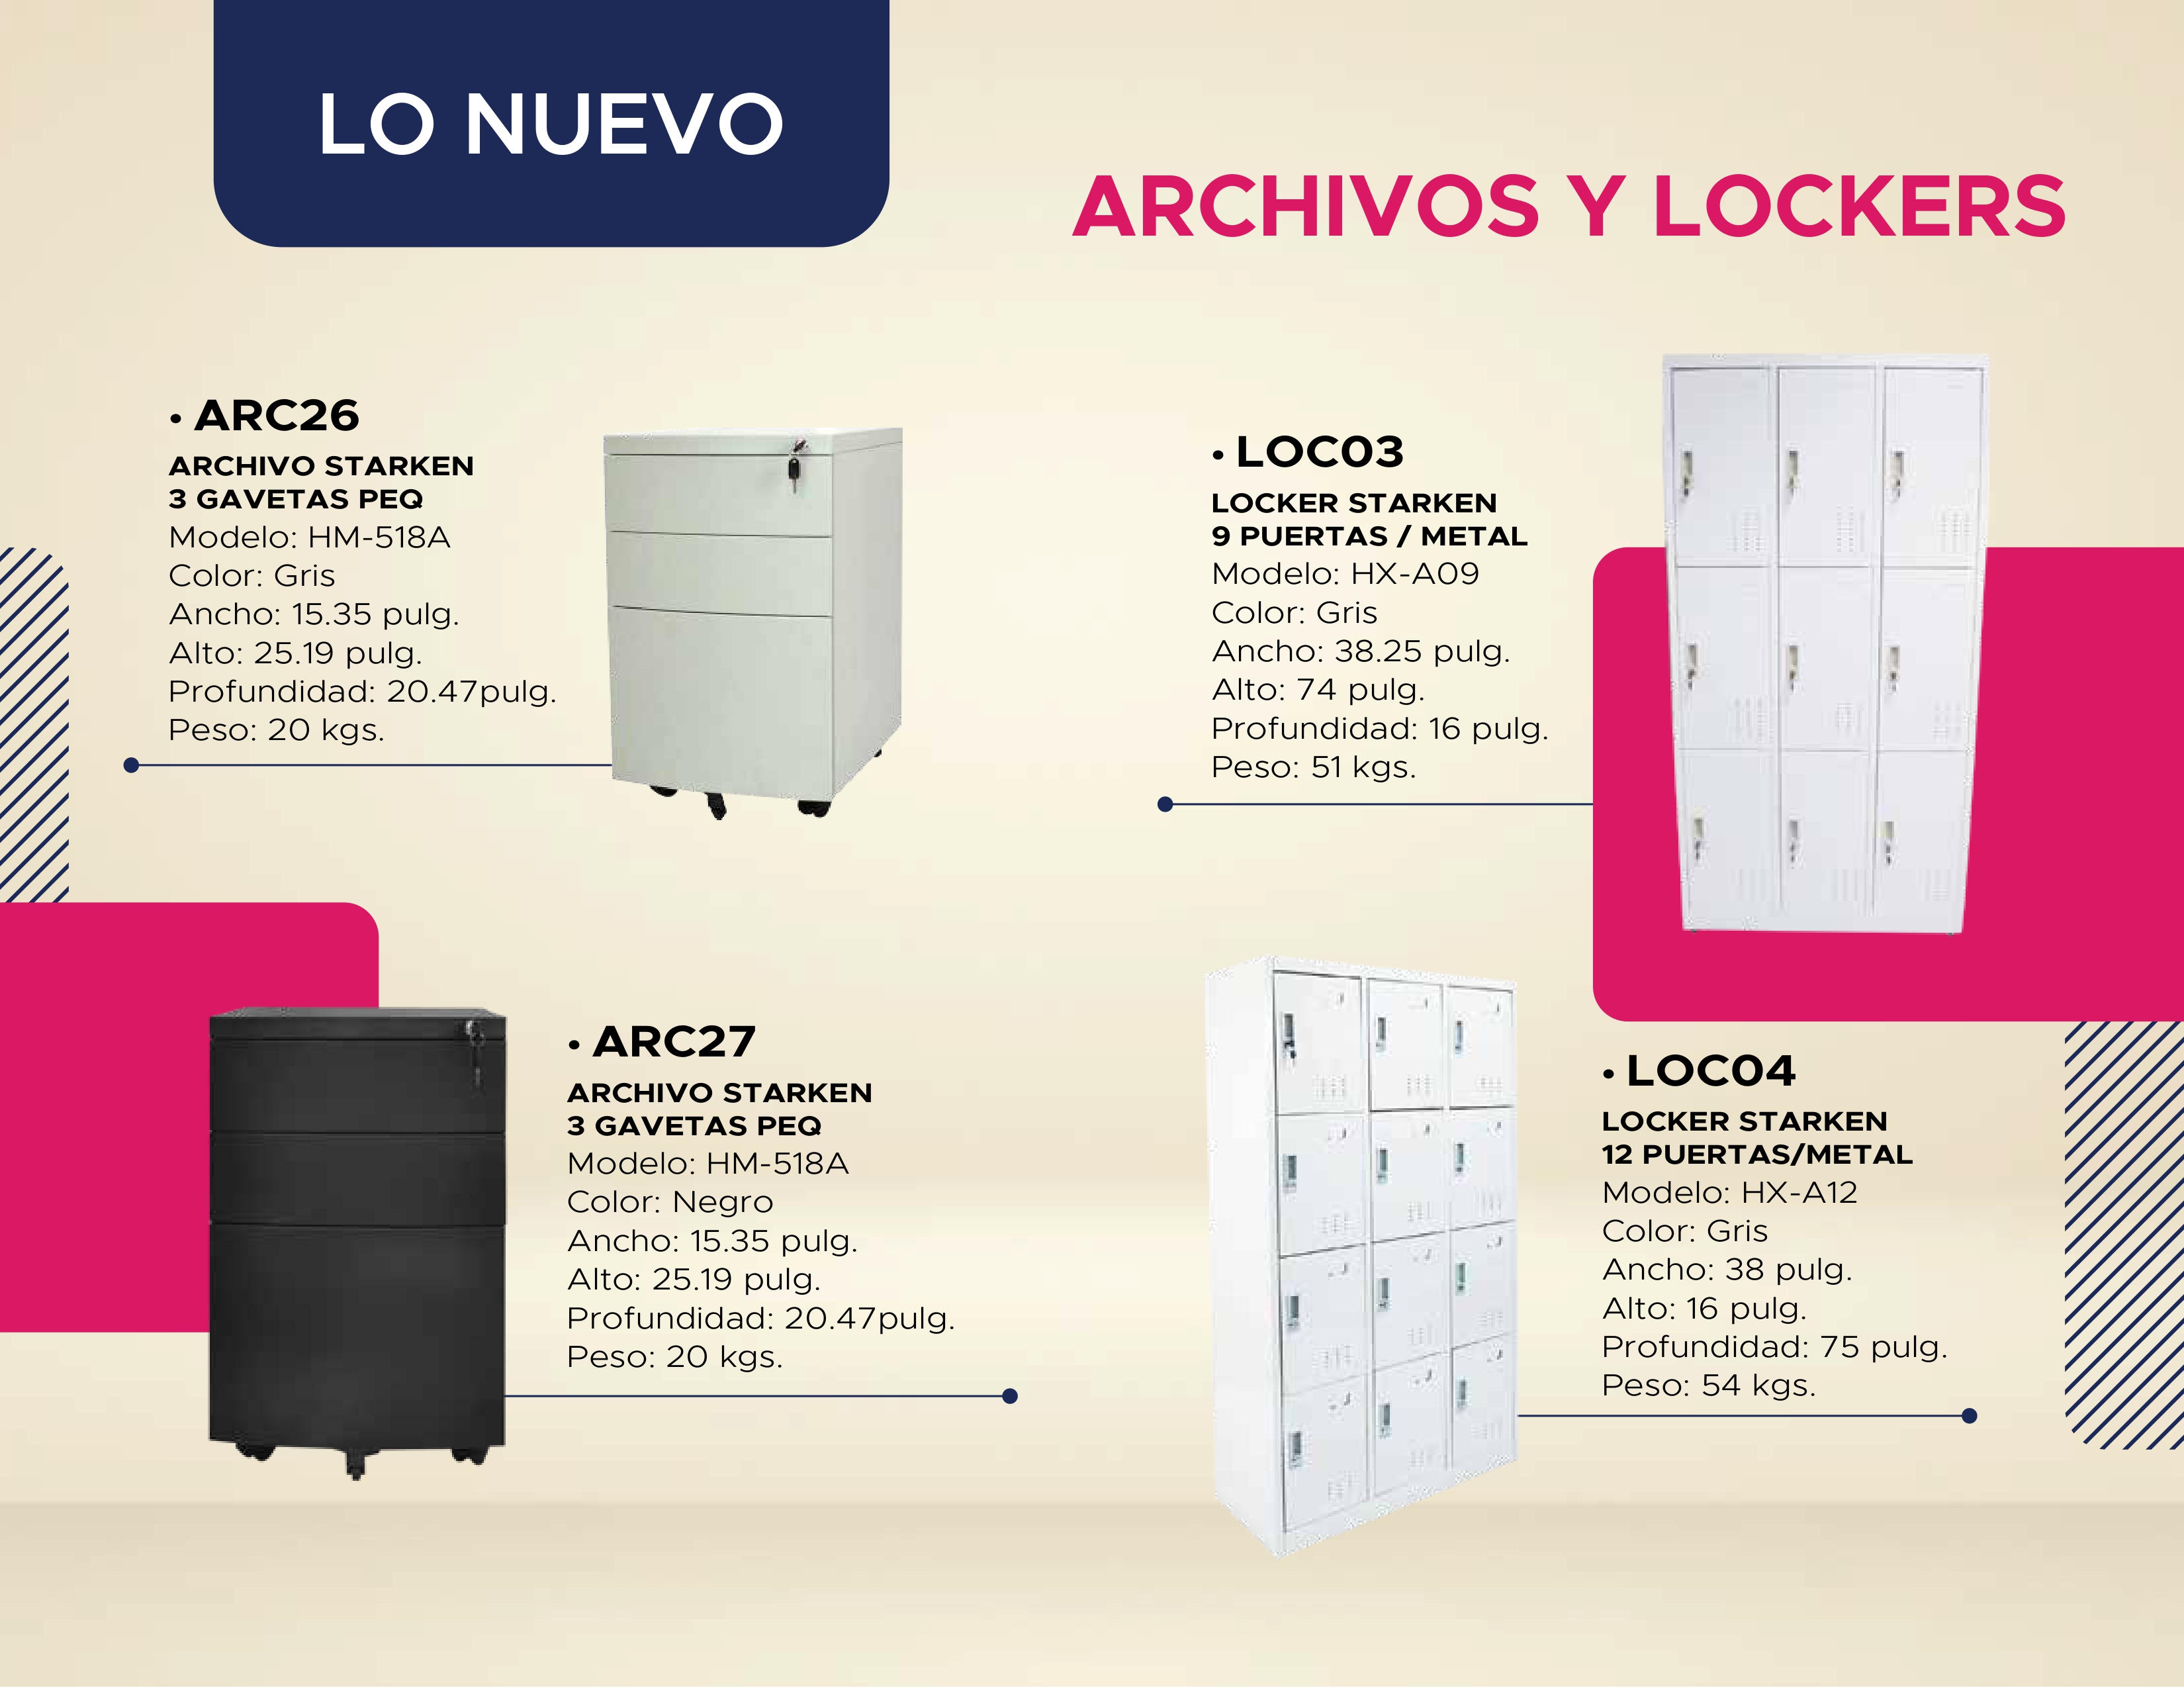 LO NUEVO
ARCHIVOS Y LOCKERS
• ARC26
ARCHIVO STARKEN
3 GAVETAS PEQ
Modelo: HM-518A
Color: Gris
Ancho: 15.35 pulg.
Alto: 25.19 pulg.
Profundidad: 20.47pulg.
Peso: 20 kgs.
• LOC03
LOCKER STARKEN
9 PUERTAS / METAL
Modelo: HX-A09
Color: Gris
Ancho: 38.25 pulg.
Alto: 74 pulg.
Profundidad: 16 pulg.
Peso: 51 kgs.
• ARC27
ARCHIVO STARKEN
3 GAVETAS PEQ
Modelo: HM-518A
Color: Negro
Ancho: 15.35 pulg.
Alto: 25.19 pulg.
Profundidad: 20.47pulg.
Peso: 20 kgs.
• LOC04
LOCKER STARKEN
12 PUERTAS/METAL
Modelo: HX-A12
Color: Gris
Ancho: 38 pulg.
Alto: 16 pulg.
Profundidad: 75 pulg.
Peso: 54 kgs.